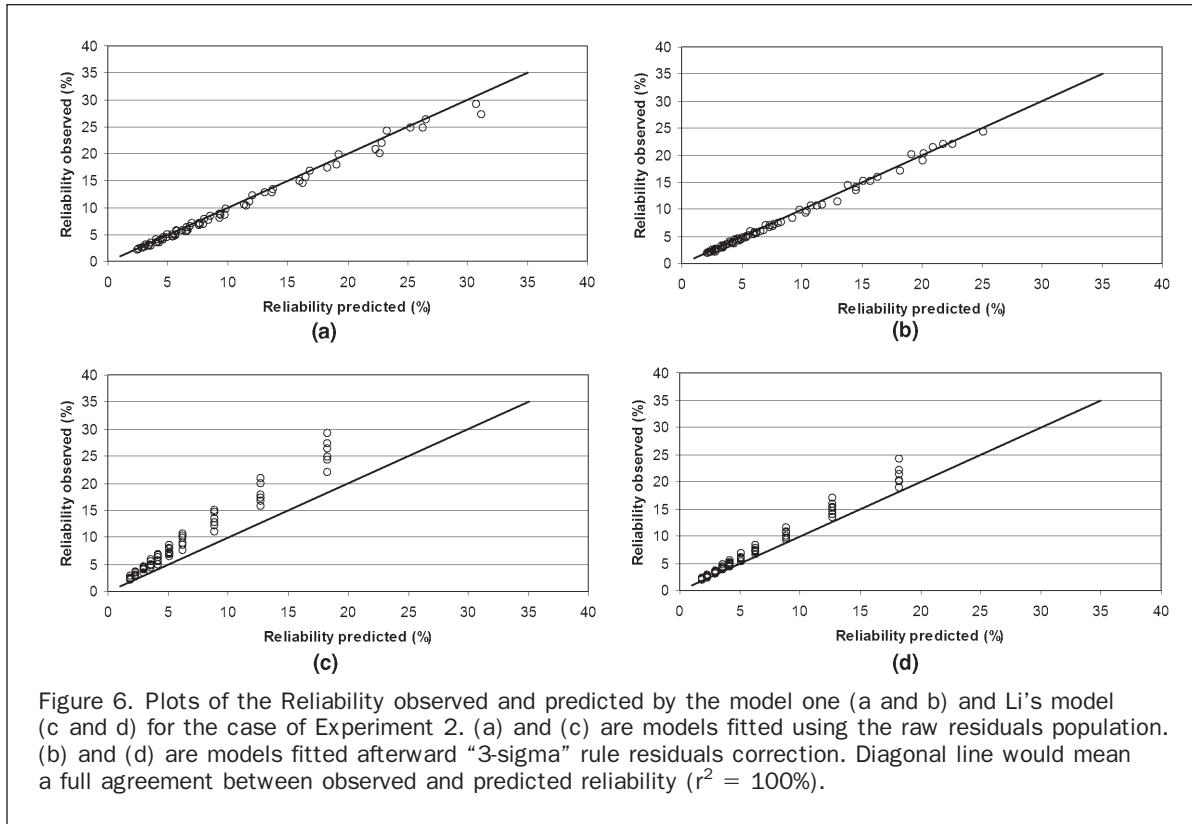 40
35
30
25
20
15
10
5
0
Reliability observed (%)
0 5 10 15 20 25 30 35 40
Reliability predicted (%)
(a)
40
35
30
25
20
15
10
5
0
Reliability observed (%)
0 5 10 15 20 25 30 35 40
Reliability predicted (%)
(b)
40
35
30
25
20
15
10
5
0
Reliability observed (%)
0 5 10 15 20 25 30 35 40
Reliability predicted (%)
(c)
40
35
30
25
20
15
10
5
0
Reliability observed (%)
0 5 10 15 20 25 30 35 40
Reliability predicted (%)
(d)
Figure 6. Plots of the Reliability observed and predicted by the model one (a and b) and Li's model
(c and d) for the case of Experiment 2. (a) and (c) are models fitted using the raw residuals population.
(b) and (d) are models fitted afterward "3-sigma" rule residuals correction. Diagonal line would mean
a full agreement between observed and predicted reliability (r² = 100%).